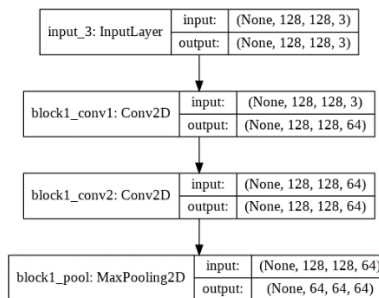 input_3: InputLayer
input: (None, 128, 128, 3)
output: (None, 128, 128, 3)
block1_conv1: Conv2D
input: (None, 128, 128, 3)
output: (None, 128, 128, 64)
block1_conv2: Conv2D
input: (None, 128, 128, 64)
output: (None, 128, 128, 64)
block1_pool: MaxPooling2D
input: (None, 128, 128, 64)
output: (None, 64, 64, 64)